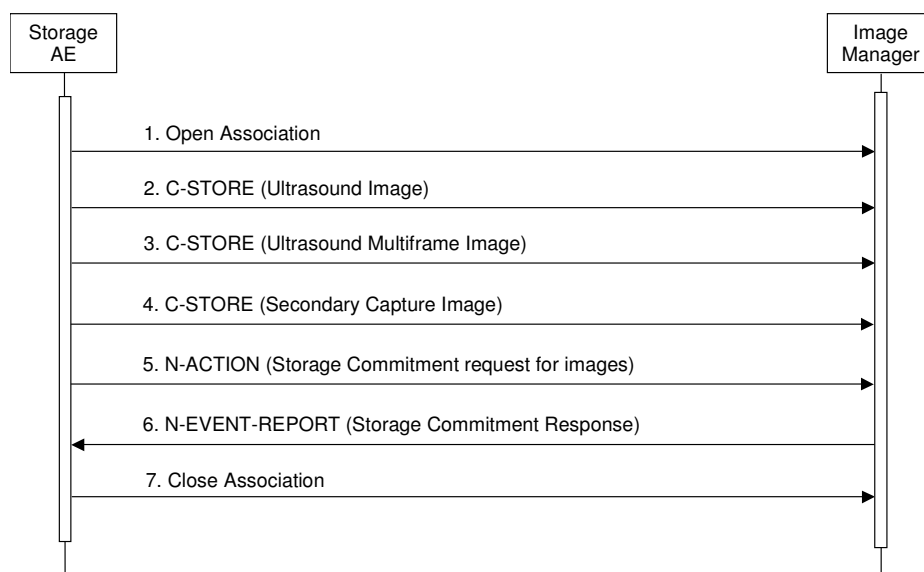 Storage
AE
Image
Manager
1. Open Association
2. C-STORE (Ultrasound Image)
3. C-STORE (Ultrasound Multiframe Image)
4. C-STORE (Secondary Capture Image)
5. N-ACTION (Storage Commitment request for images)
6. N-EVENT-REPORT (Storage Commitment Response)
7. Close Association